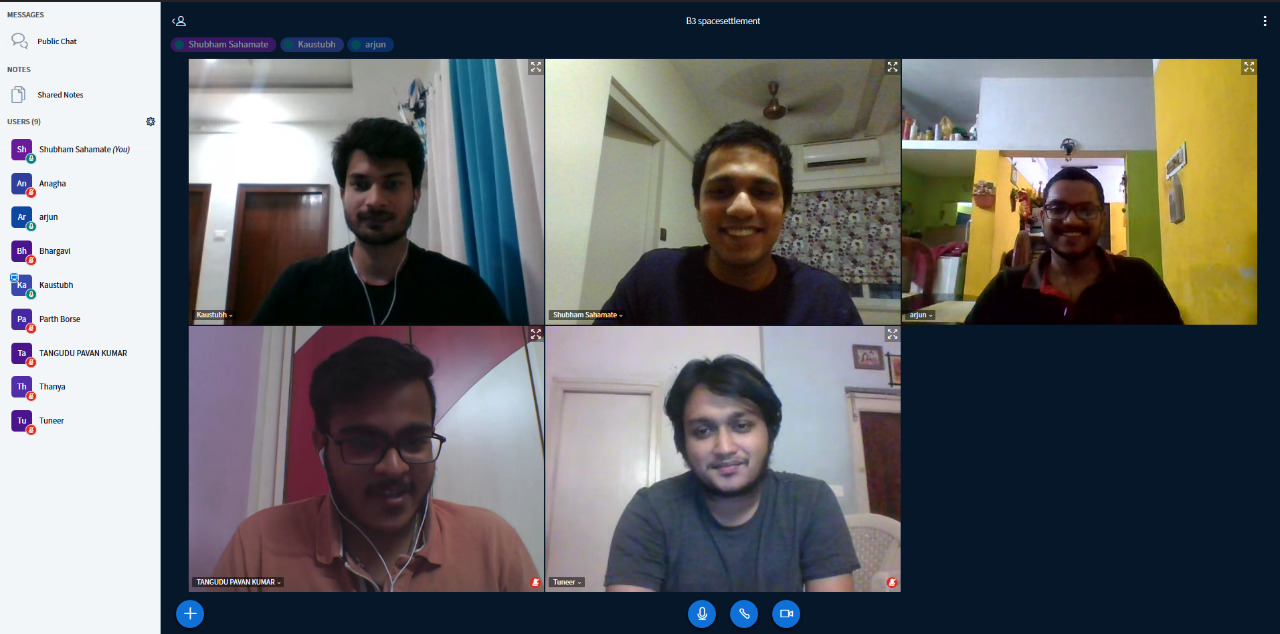 MESSAGES
Public Chat
NOTES
Shared Notes
USERS (9)
Sh Shubham Sahamate (You)
An Anagha
Ar arjun
Bh Bhargavi
Ka Kaustubh
Pa Parth Borse
Ta TANGUDU PAVAN KUMAR
Th Thanya
Tu Tuneer
B3 spacesettlement
Shubham Sahamate Kaustubh arjun
Kaustubh
Shubham Sahamate
arjun
TANGUDU PAVAN KUMAR
Tuneer